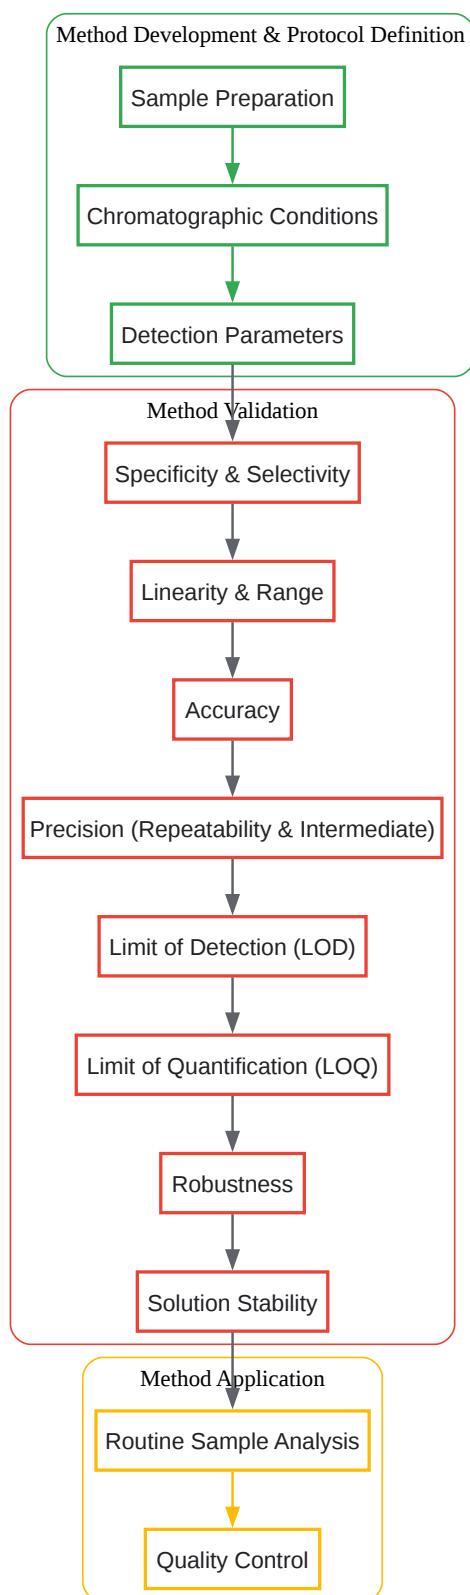 Method Development & Protocol Definition
Sample Preparation
Chromatographic Conditions
Detection Parameters
Method Validation
Specificity & Selectivity
Linearity & Range
Accuracy
Precision (Repeatability & Intermediate)
Limit of Detection (LOD)
Limit of Quantification (LOQ)
Robustness
Solution Stability
Method Application
Routine Sample Analysis
Quality Control